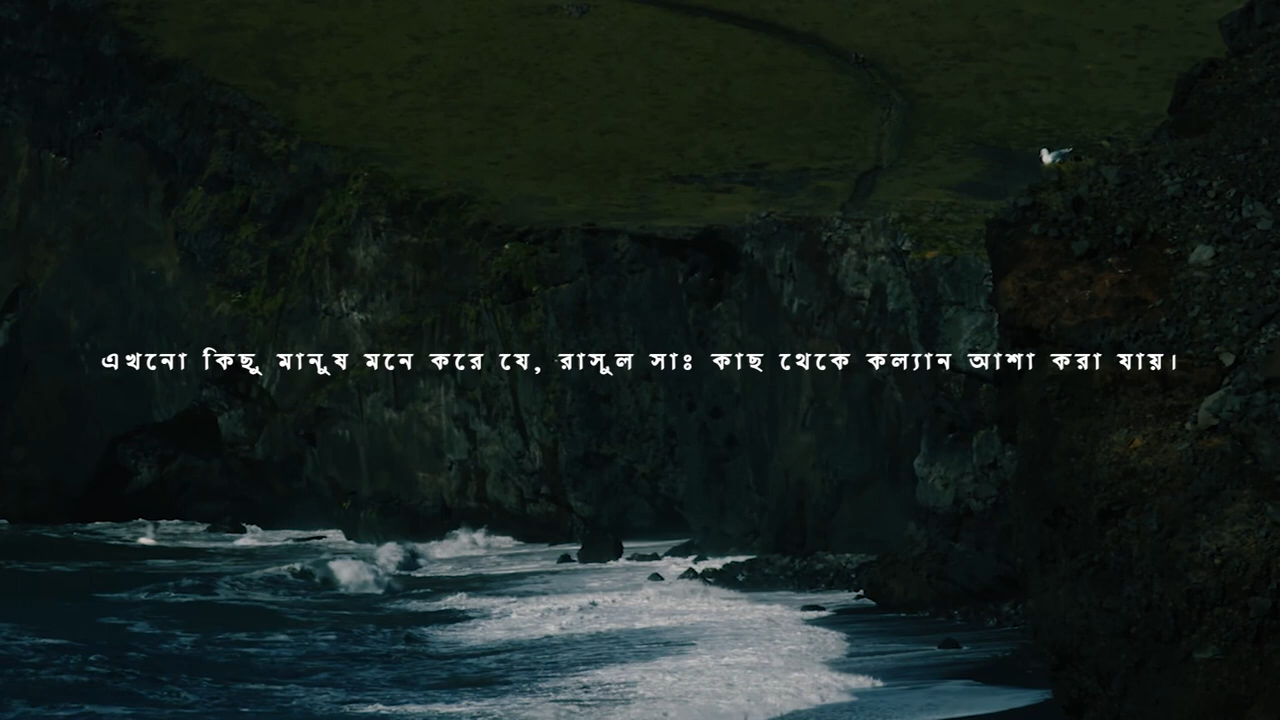 এখনো কিছু মানুষ মনে করে যে, রাসূল সাঃ কাছ থেকে কল্যান আশা করা যায়।